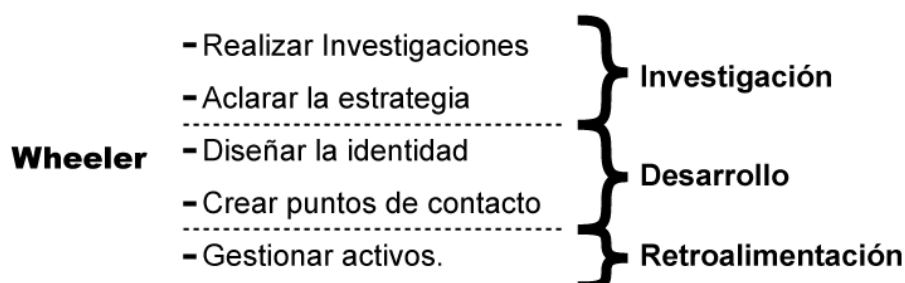 - Realizar Investigaciones
- Aclarar la estrategia
Investigación
Wheeler
- Diseñar la identidad
- Crear puntos de contacto
Desarrollo
- Gestionar activos.
Retroalimentación